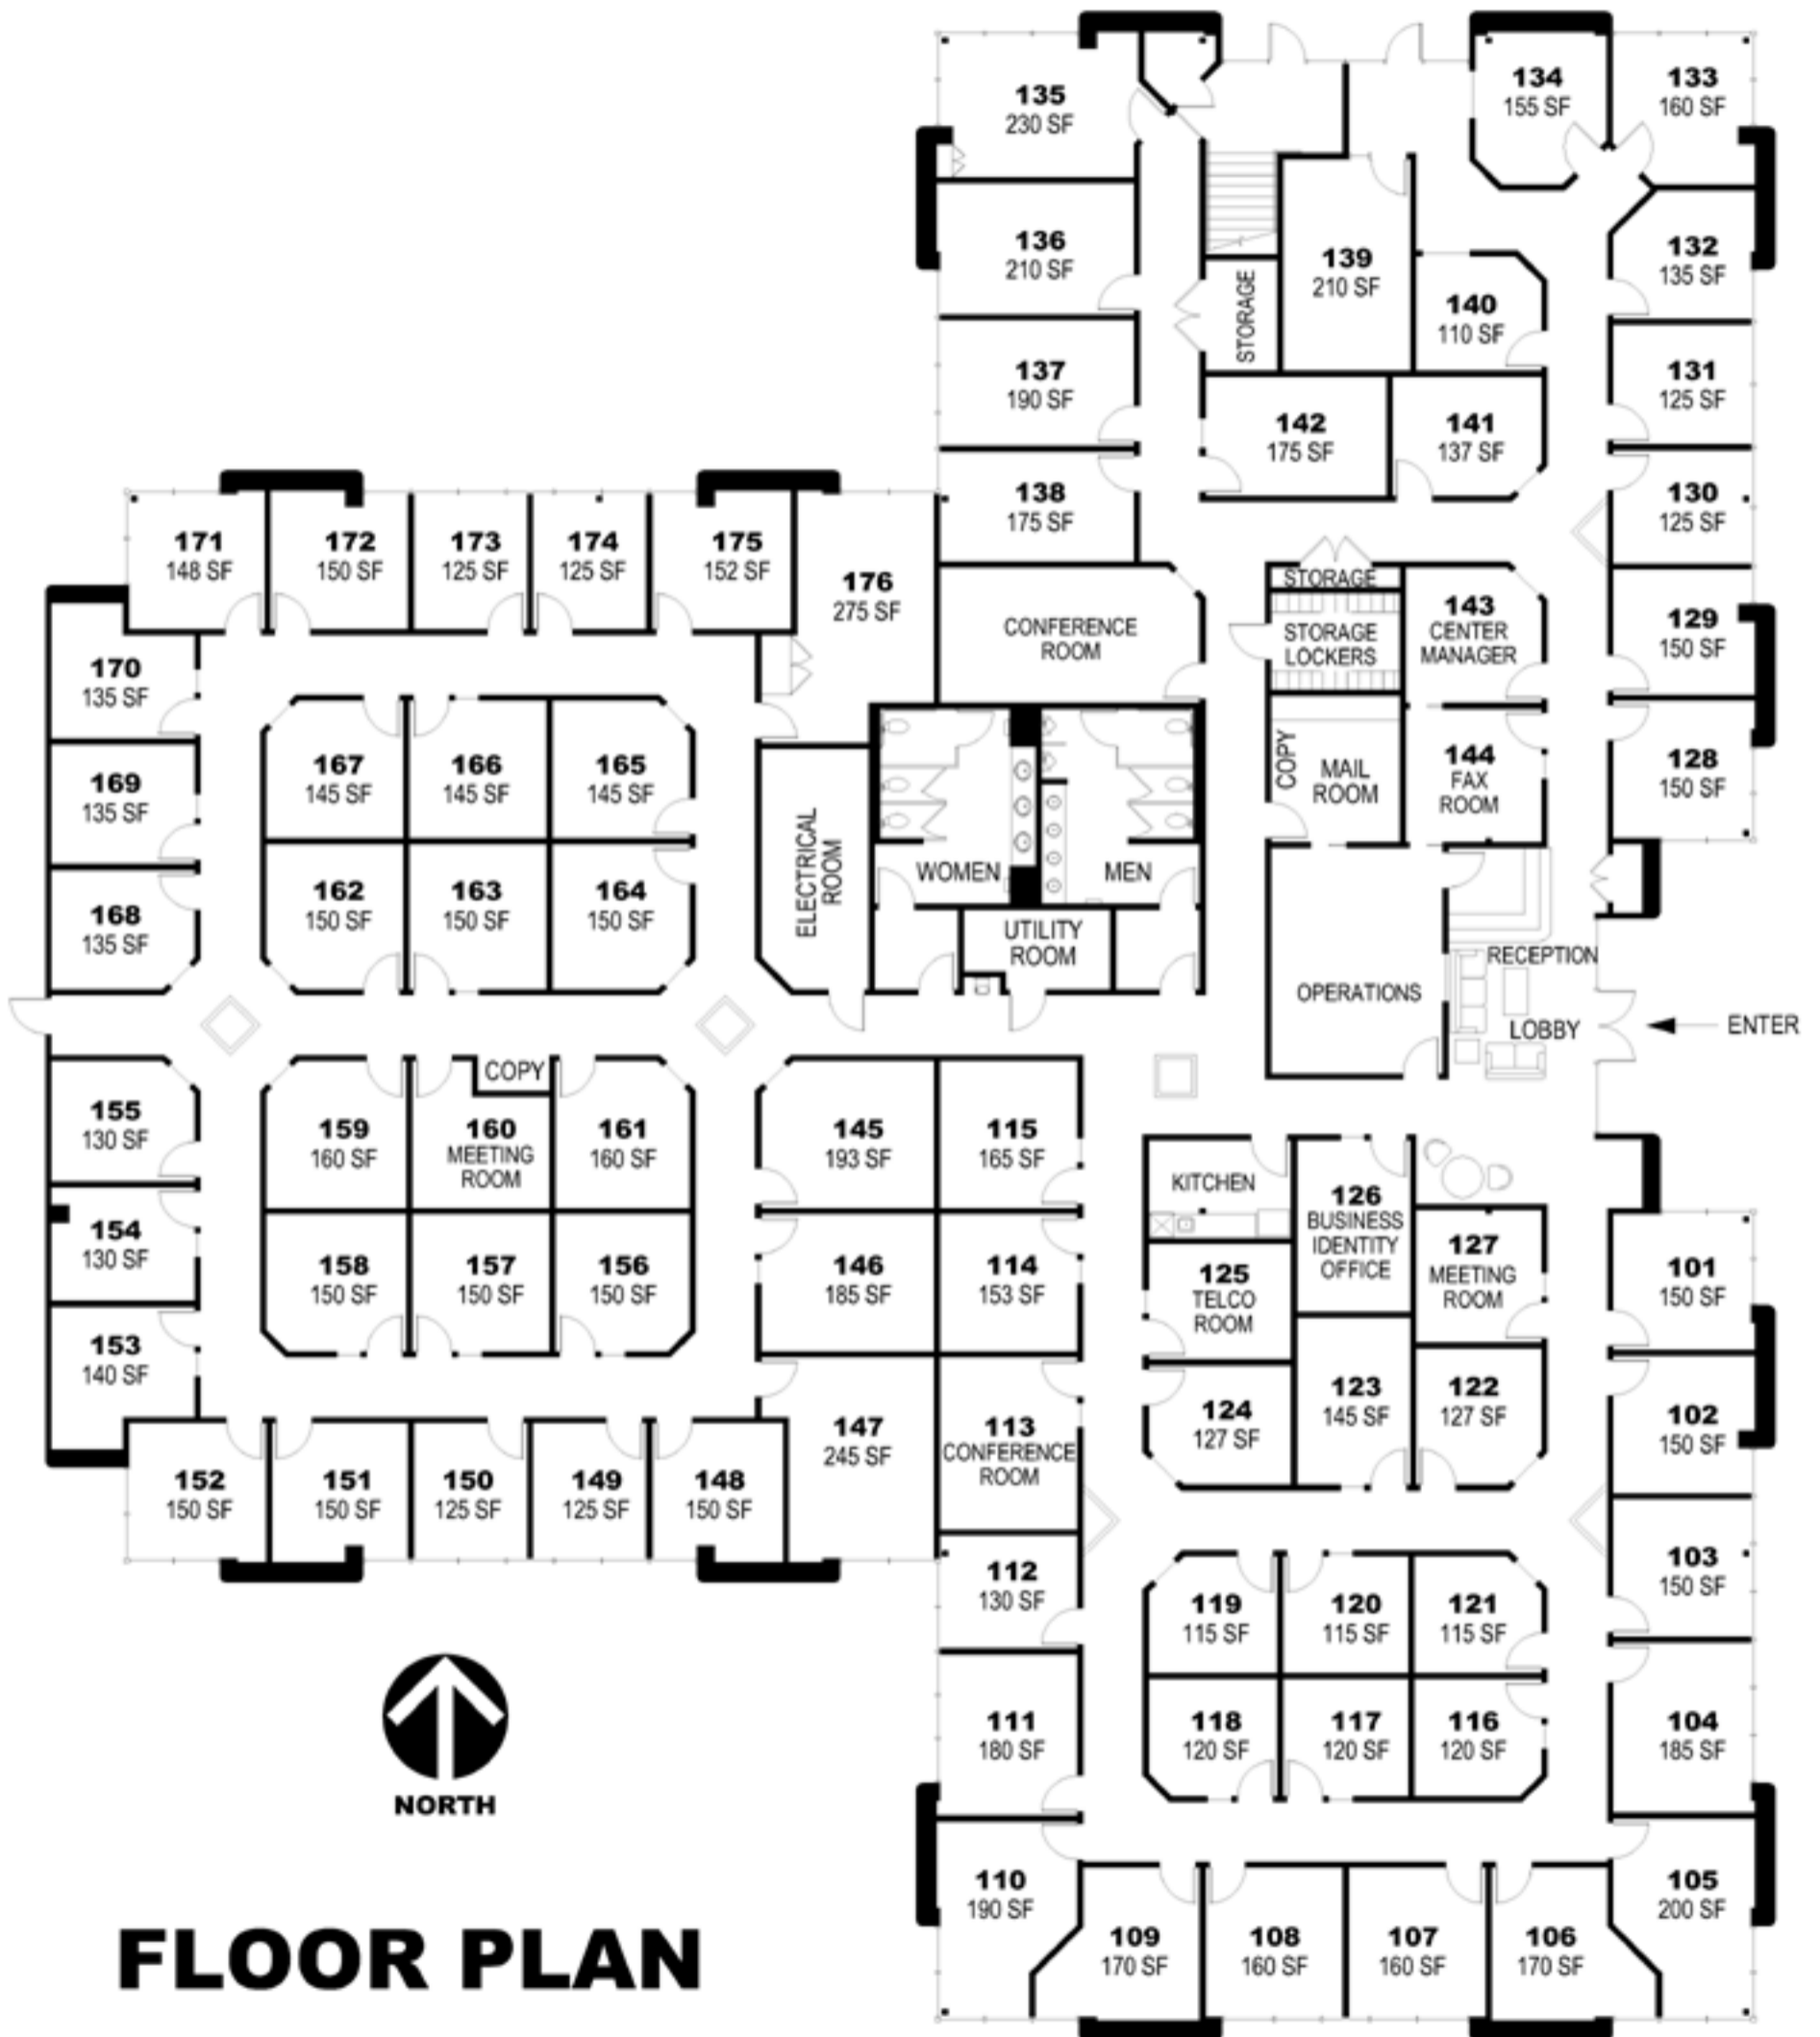 135
230 SF
134
155 SF
133
160 SF
136
210 SF
STORAGE
139
210 SF
140
110 SF
132
135 SF
137
190 SF
131
125 SF
142
175 SF
141
137 SF
138
175 SF
130
125 SF
171
148 SF
172
150 SF
173
125 SF
174
125 SF
175
152 SF
176
275 SF
CONFERENCE
ROOM
STORAGE
STORAGE
LOCKERS
143
CENTER
MANAGER
129
150 SF
170
135 SF
167
145 SF
166
145 SF
165
145 SF
COPY
MAIL
ROOM
144
FAX
ROOM
128
150 SF
169
135 SF
162
150 SF
163
150 SF
164
150 SF
ELECTRICAL
ROOM
WOMEN
MEN
168
135 SF
UTILITY
ROOM
RECEPTION
OPERATIONS
LOBBY
ENTER
155
130 SF
159
160 SF
COPY
160
MEETING
ROOM
161
160 SF
145
193 SF
115
165 SF
KITCHEN
126
BUSINESS
IDENTITY
OFFICE
127
MEETING
ROOM
101
150 SF
154
130 SF
158
150 SF
157
150 SF
156
150 SF
146
185 SF
114
153 SF
125
TELCO
ROOM
153
140 SF
147
245 SF
113
CONFERENCE
ROOM
124
127 SF
123
145 SF
122
127 SF
102
150 SF
152
150 SF
151
150 SF
150
125 SF
149
125 SF
148
150 SF
112
130 SF
119
115 SF
120
115 SF
121
115 SF
103
150 SF
111
180 SF
118
120 SF
117
120 SF
116
120 SF
104
185 SF
NORTH
110
190 SF
109
170 SF
108
160 SF
107
160 SF
106
170 SF
105
200 SF
FLOOR PLAN